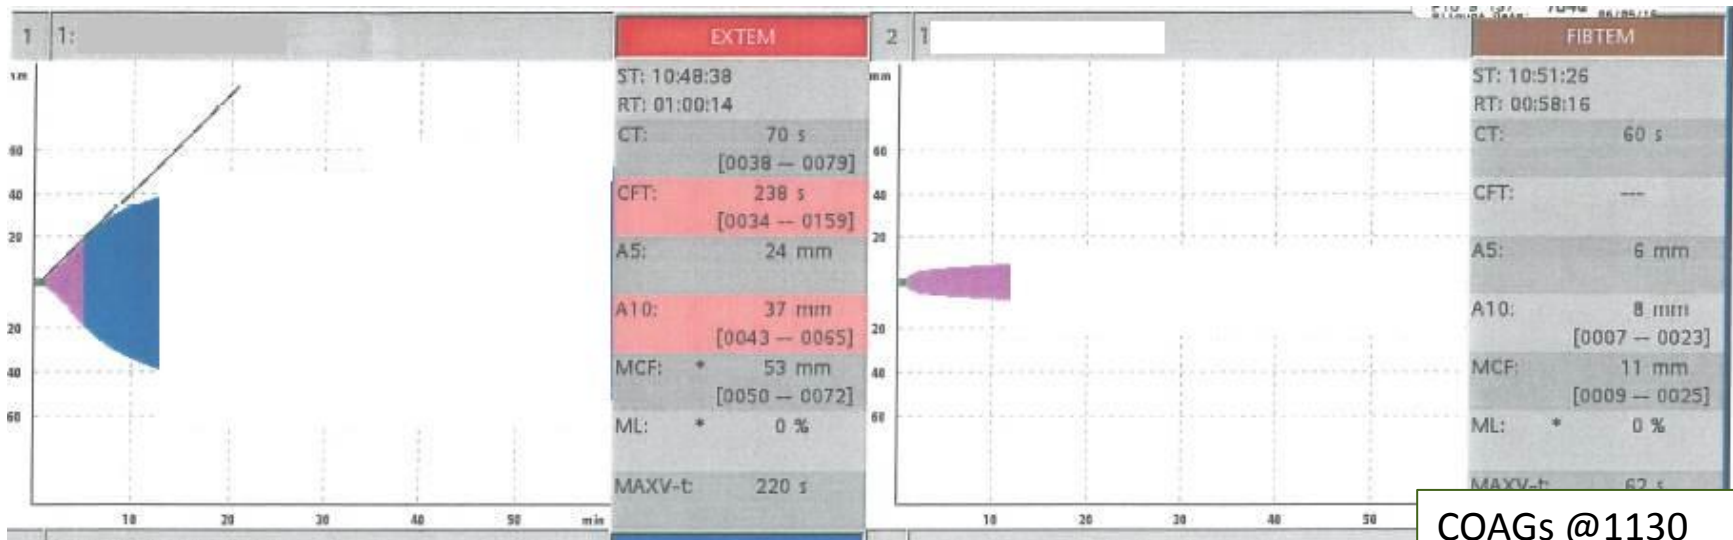 1 1: EXTEM
ST: 10:48:38
RT: 01:00:14
CT: 70 s
[0038 — 0079]
CFT: 238 s
[0034 — 0159]
A5: 24 mm
A10: 37 mm
[0043 — 0065]
MCF: * 53 mm
[0050 — 0072]
ML: * 0 %
MAXV-t: 220 s
60
40
20
20
40
60
10 20 30 40 50 min
2 1 FIBTEM
mm
ST: 10:51:26
RT: 00:58:16
CT: 60 s
CFT: ---
A5: 6 mm
A10: 8 mm
[0007 — 0023]
MCF: 11 mm
[0009 — 0025]
ML: * 0 %
MAXV-t: 62 s
60
40
20
20
40
60
10 20 30 40 50
COAGs @1130